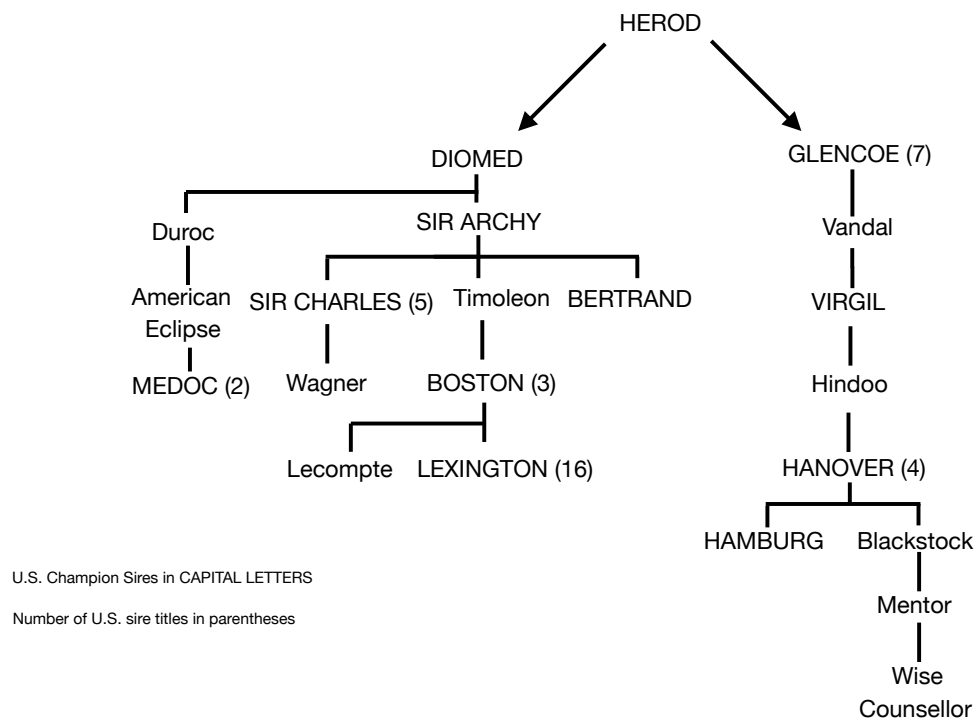 HEROD
DIOMED
GLENCOE (7)
Duroc
SIR ARCHY
Vandal
American
Eclipse
SIR CHARLES (5)
Timoleon
BERTRAND
VIRGIL
MEDOC (2)
Wagner
BOSTON (3)
Hindoo
Lecompte
LEXINGTON (16)
HANOVER (4)
HAMBURG
Blackstock
U.S. Champion Sires in CAPITAL LETTERS
Number of U.S. sire titles in parentheses
Mentor
Wise
Counsellor